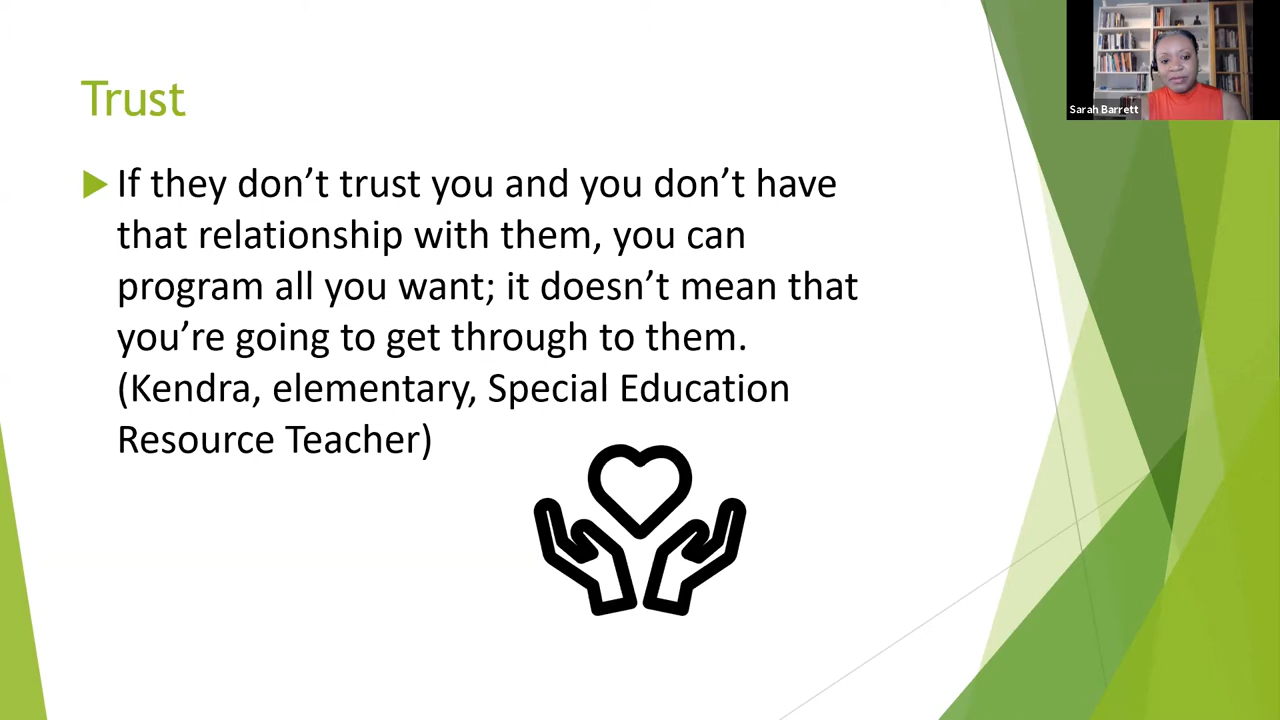 Trust
If they don’t trust you and you don’t have
that relationship with them, you can
program all you want; it doesn’t mean that
you’re going to get through to them.
(Kendra, elementary, Special Education
Resource Teacher)
Sarah Barrett